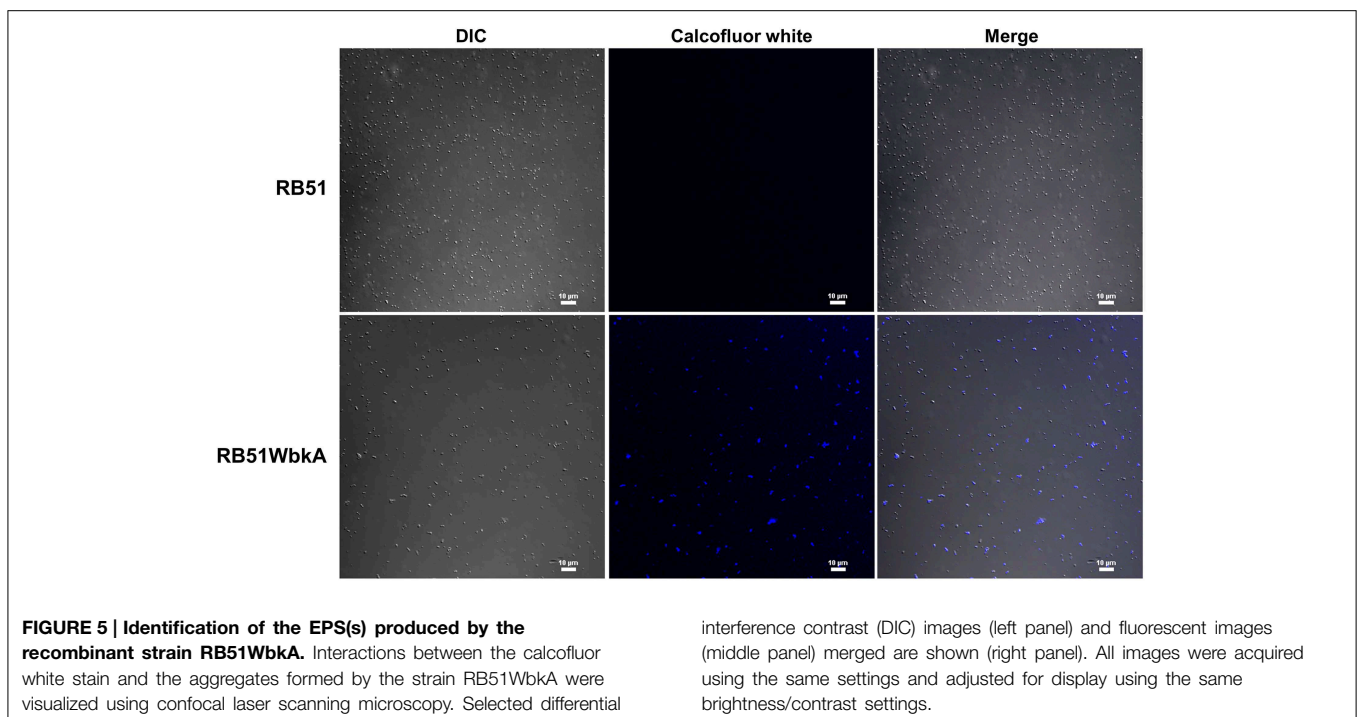 DIC
Calcofluor white
Merge
RB51
10 µm
10 µm
10 µm
RB51WbkA
10 µm
10 µm
10 µm
FIGURE 5 | Identification of the EPS(s) produced by the
recombinant strain RB51WbkA. Interactions between the calcofluor
white stain and the aggregates formed by the strain RB51WbkA were
visualized using confocal laser scanning microscopy. Selected differential
interference contrast (DIC) images (left panel) and fluorescent images
(middle panel) merged are shown (right panel). All images were acquired
using the same settings and adjusted for display using the same
brightness/contrast settings.